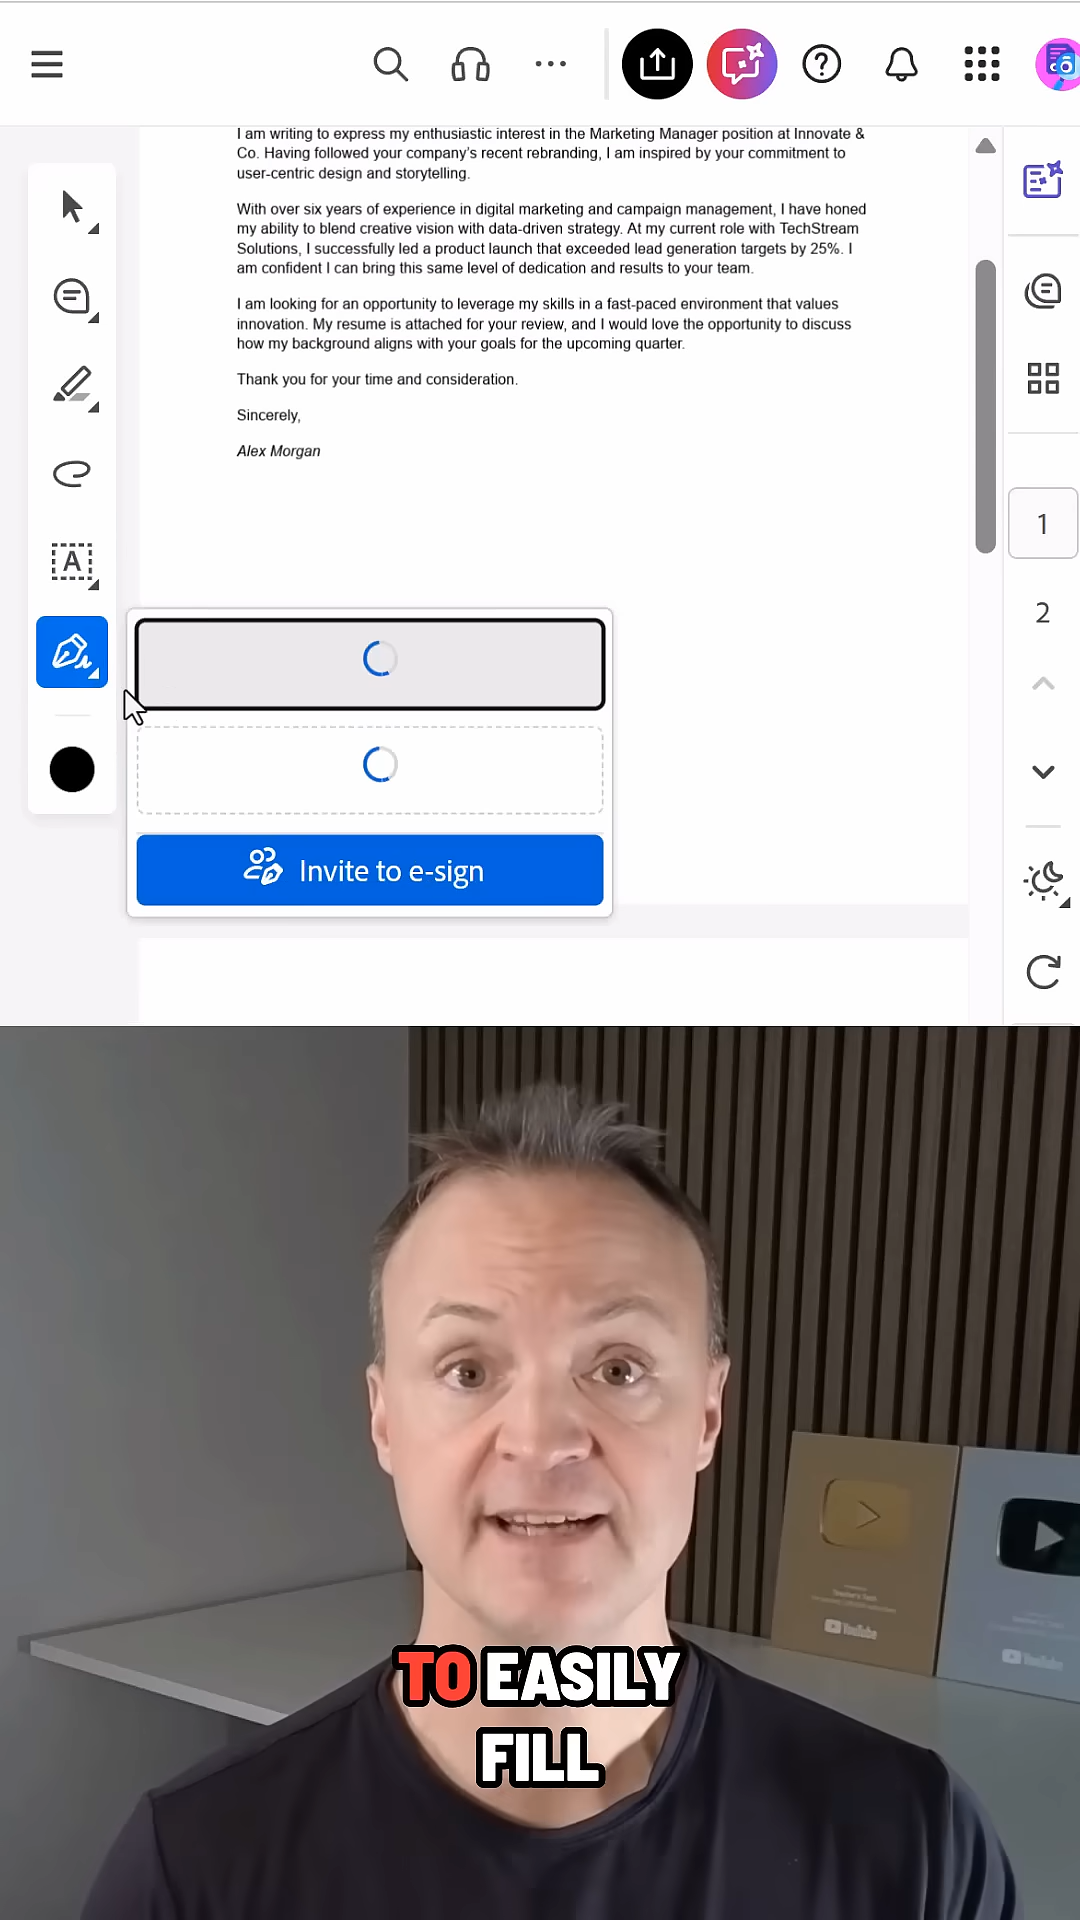 I am writing to express my enthusiastic interest in the Marketing Manager position at Innovate &
Co. Having followed your company's recent rebranding, I am inspired by your commitment to
user-centric design and storytelling.
With over six years of experience in digital marketing and campaign management, I have honed
my ability to blend creative vision with data-driven strategy. At my current role with TechStream
Solutions, I successfully led a product launch that exceeded lead generation targets by 25%. I
am confident I can bring this same level of dedication and results to your team.
I am looking for an opportunity to leverage my skills in a fast-paced environment that values
innovation. My resume is attached for your review, and I would love the opportunity to discuss
how my background aligns with your goals for the upcoming quarter.
Thank you for your time and consideration.
Sincerely,
Alex Morgan
A
1
2
Invite to e-sign
YouTube
YouTube
TO EASILY
FILL